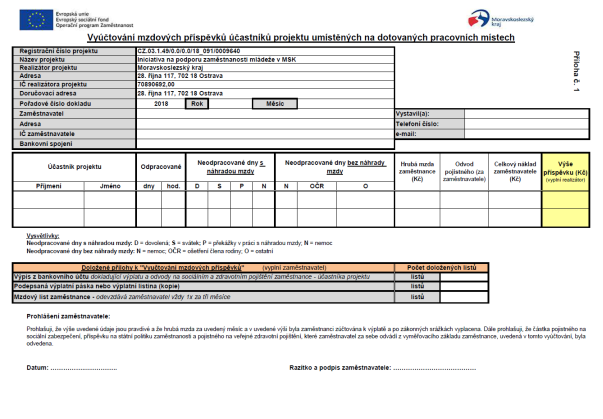 Evropská unie
Evropský sociální fond
Operační program Zaměstnanost
Moravskoslezský
kraj
Vyúčtování mzdových příspěvků účastníků projektu umístěných na dotovaných pracovních místech
Příloha č. 1
Registrační číslo projektu CZ.03.1.49/0.0/0.0/18_091/0009640
Název projektu Iniciativa na podporu zaměstnanosti mládeže v MSK
Realizátor projektu Moravskoslezský kraj
Adresa 28. října 117, 702 18 Ostrava
IČ realizátora projektu 70890692,00
Doručovací adresa 28. října 117, 702 18 Ostrava
Pořadové číslo dokladu 2018 Rok Měsíc
Zaměstnavatel Vystavil(a):
Adresa Telefoní číslo:
IČ zaměstnavatele e-mail:
Bankovní spojení
Účastník projektu Odpracované Neodpracované dny s náhradou mzdy Neodpracované dny bez náhrady mzdy Hrubá mzda zaměstnance (Kč) Odvod pojistného (za zaměstnavatele) Celkový náklad zaměstnavatele (Kč) Výše příspěvku (Kč) (vyplní realizátor)
Příjmení Jméno dny hod. D S P N N OČR O
Vysvětlivky:
Neodpracované dny s náhradou mzdy: D = dovolená; S = svátek; P = překážky v práci s náhradou mzdy; N = nemoc
Neodpracované dny bez náhrady mzdy: N = nemoc; OČR = ošetření člena rodiny; O = ostatní
Doložené přílohy k "Vyúčtování mzdových příspěvků" (vyplní zaměstnavatel) Počet doložených listů
Výpis z bankovního účtu dokladující výplatu a odvody na sociálním a zdravotním pojištění zaměstnance - účastníka projektu listů
Podepsaná výplatní páska nebo výplatní listina (kopie) listů
Mzdový list zaměstnance - odevzdává zaměstnavatel vždy 1x za tři měsíce listů
Prohlášení zaměstnavatele:
Prohlašuji, že výše uvedené údaje jsou pravdivé a že hrubá mzda za uvedený měsíc a v uvedené výši byla zaměstnanci zúčtována k výplatě a po zákonných srážkách vyplacena. Dále prohlašuji, že částka pojistného na
sociální zabezpečení, příspěvku na státní politiku zaměstnanosti a pojistného na veřejné zdravotní pojištění, které zaměstnavatel za sebe odvádí z vyměřovacího základu zaměstnance, uvedená v tomto vyúčtování, byla
odvedena.
Datum: ................................... Razítko a podpis zaměstnavatele: ...................................